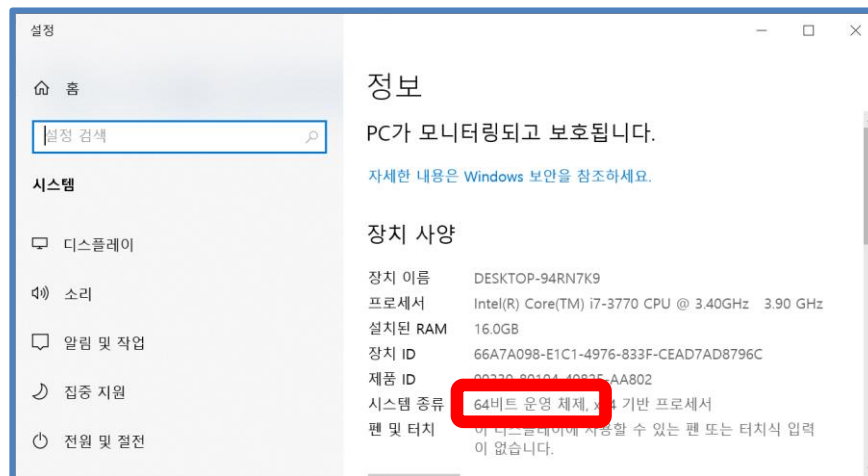 설정
홈
설정 검색
시스템
디스플레이
소리
알림 및 작업
집중 지원
전원 및 절전
정보
PC가 모니터링되고 보호됩니다.
자세한 내용은 Windows 보안을 참조하세요.
장치 사양
장치 이름 DESKTOP-94RN7K9
프로세서 Intel(R) Core(TM) i7-3770 CPU @ 3.40GHz 3.90 GHz
설치된 RAM 16.0GB
장치 ID 66A7A098-E1C1-4976-833F-CEAD7AD8796C
제품 ID
시스템 종류 64비트 운영 체제, 기반 프로세서
펜 및 터치 이 디스플레이에 사용할 수 있는 펜 또는 터치식 입력
이 없습니다.